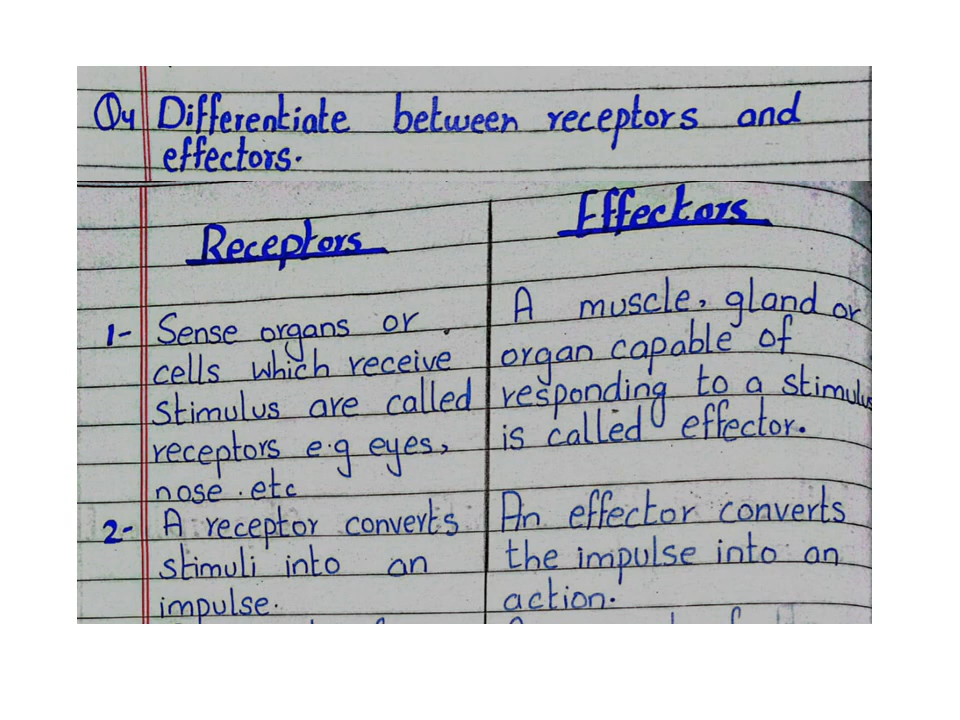 Q4 Differentiate between receptors and
effectors.
Receptors
Effectors
1- Sense organs or
cells which receive
stimulus are called
receptors e.g eyes,
nose .etc
A muscle, gland or
organ capable of
responding to a stimulus
is called effector.
2- A receptor converts
stimuli into an
impulse.
An effector converts
the impulse into an
action.